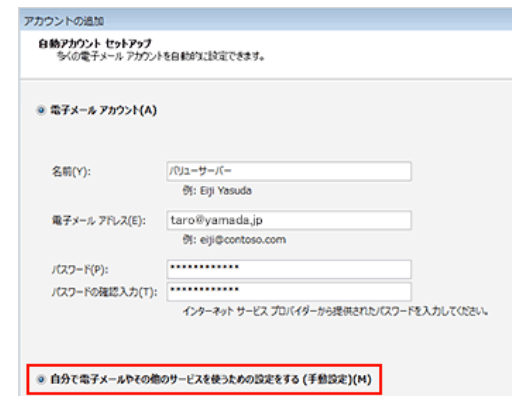 アカウントの追加
自動アカウント セットアップ
多くの電子メール アカウントを自動的に設定できます。
電子メール アカウント(A)
名前(Y): バリューサーバー
例: Eiji Yasuda
電子メール アドレス(E): taro@yamada.jp
例: eiji@contoso.com
パスワード(P): ************
パスワードの確認入力(T): ************
インターネット サービス プロバイダーから提供されたパスワードを入力してください。
自分で電子メールやその他のサービスを使うための設定をする (手動設定)(M)